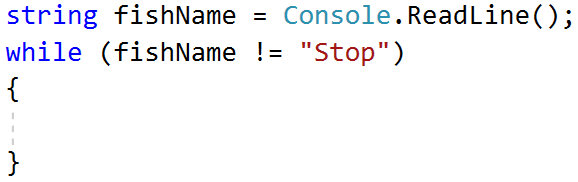 string fishName = Console.ReadLine();
while (fishName != "Stop")
{
}